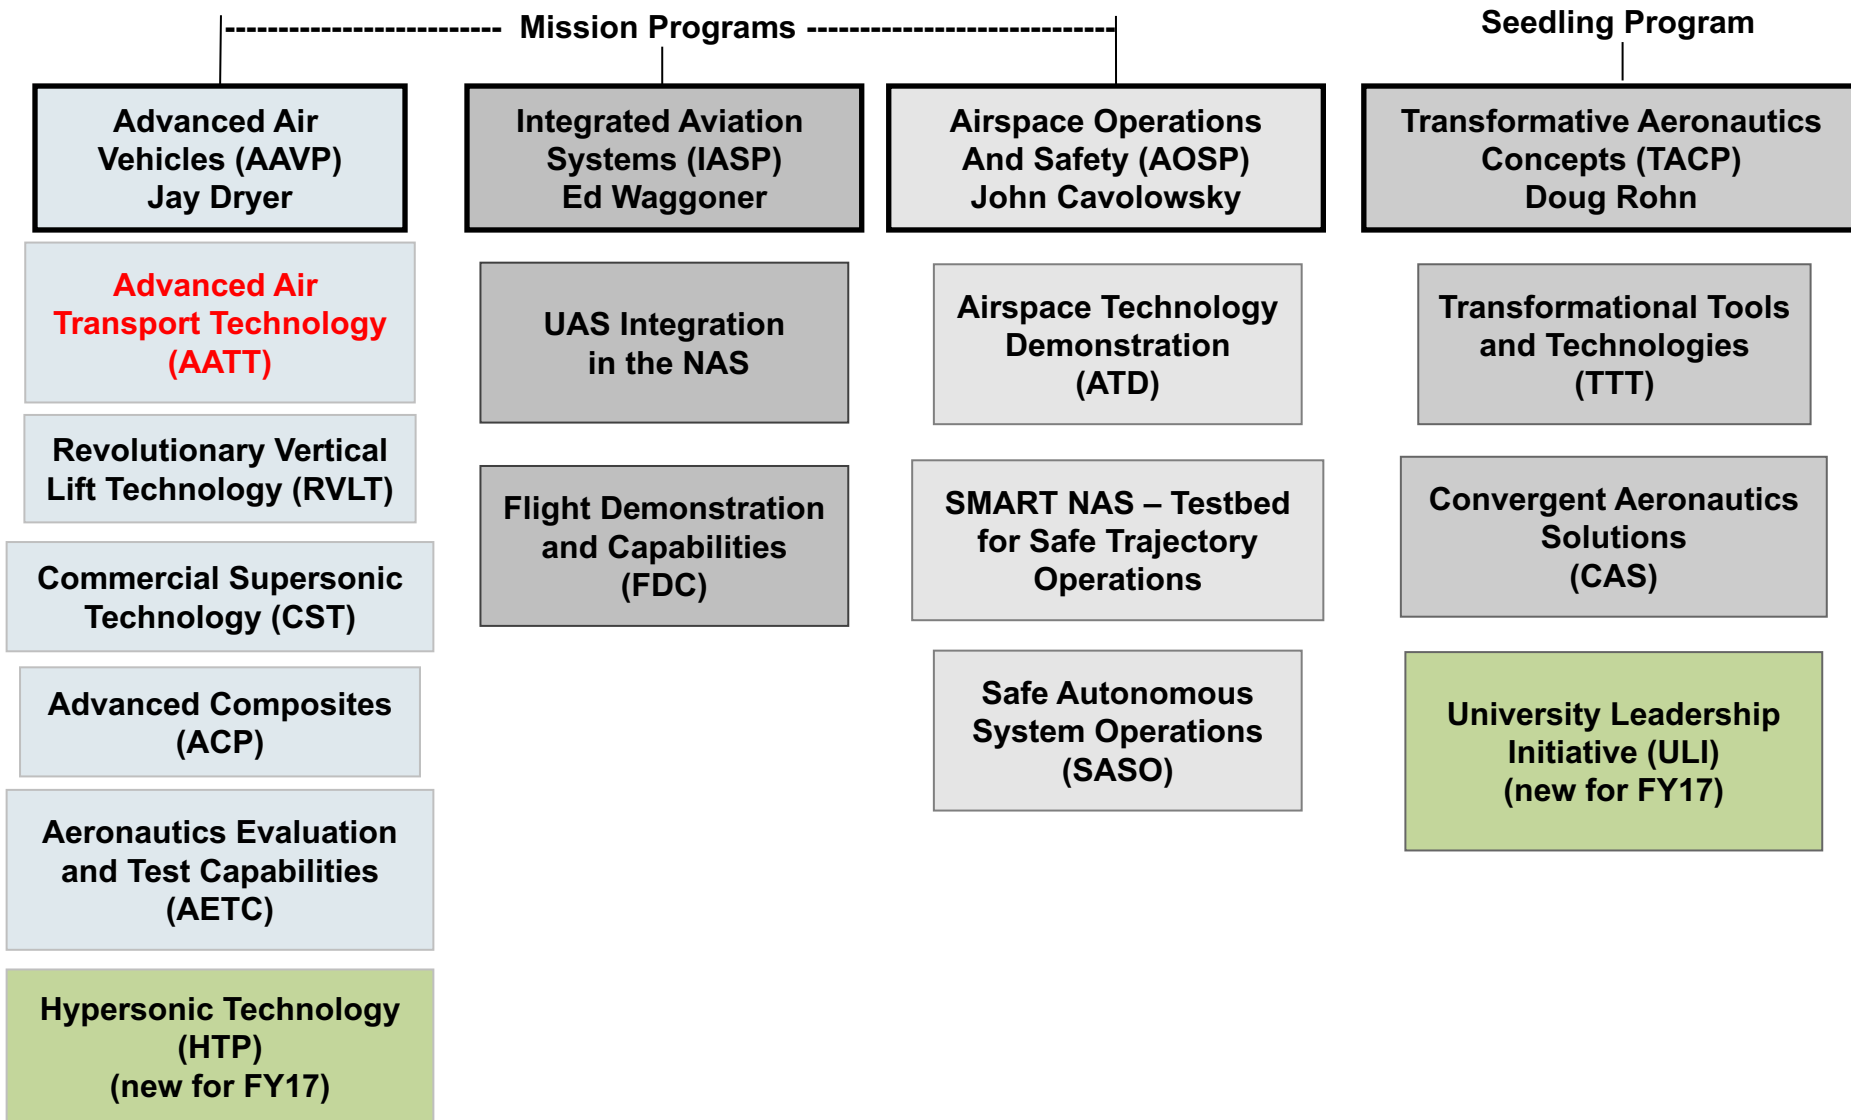 Mission Programs
Seedling Program
Advanced Air
Vehicles (AAVP)
Jay Dryer
Advanced Air
Transport Technology
(AATT)
Revolutionary Vertical
Lift Technology (RVLT)
Commercial Supersonic
Technology (CST)
Advanced Composites
(ACP)
Aeronautics Evaluation
and Test Capabilities
(AETC)
Hypersonic Technology
(HTP)
(new for FY17)
Integrated Aviation
Systems (IASP)
Ed Waggoner
UAS Integration
in the NAS
Flight Demonstration
and Capabilities
(FDC)
Airspace Operations
And Safety (AOSP)
John Cavolowsky
Airspace Technology
Demonstration
(ATD)
SMART NAS – Testbed
for Safe Trajectory
Operations
Safe Autonomous
System Operations
(SASO)
Transformative Aeronautics
Concepts (TACP)
Doug Rohn
Transformational Tools
and Technologies
(TTT)
Convergent Aeronautics
Solutions
(CAS)
University Leadership
Initiative (ULI)
(new for FY17)